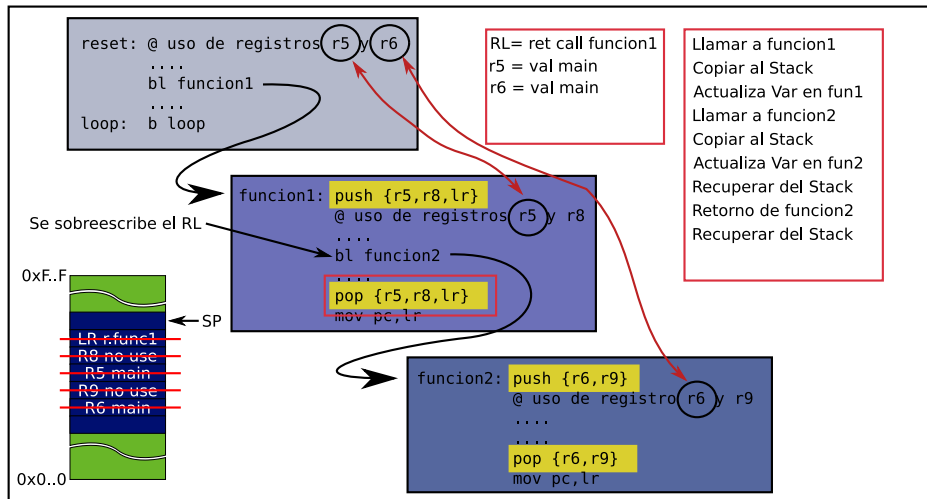 reset: @ uso de registros r5 y r6
....
bl funcion1
....
loop: b loop
RL= ret call funcion1
r5 = val main
r6 = val main
Llamar a funcion1
Copiar al Stack
Actualiza Var en fun1
Llamar a funcion2
Copiar al Stack
Actualiza Var en fun2
Recuperar del Stack
Retorno de funcion2
Recuperar del Stack
funcion1: push {r5,r8,lr}
@ uso de registros r5 y r8
....
bl funcion2
....
pop {r5,r8,lr}
mov pc,lr
Se sobreescribe el RL
0xF..F
SP
LR r.func1
R8 no use
R5 main
R9 no use
R6 main
0x0..0
funcion2: push {r6,r9}
@ uso de registro r6 y r9
....
....
pop {r6,r9}
mov pc,lr